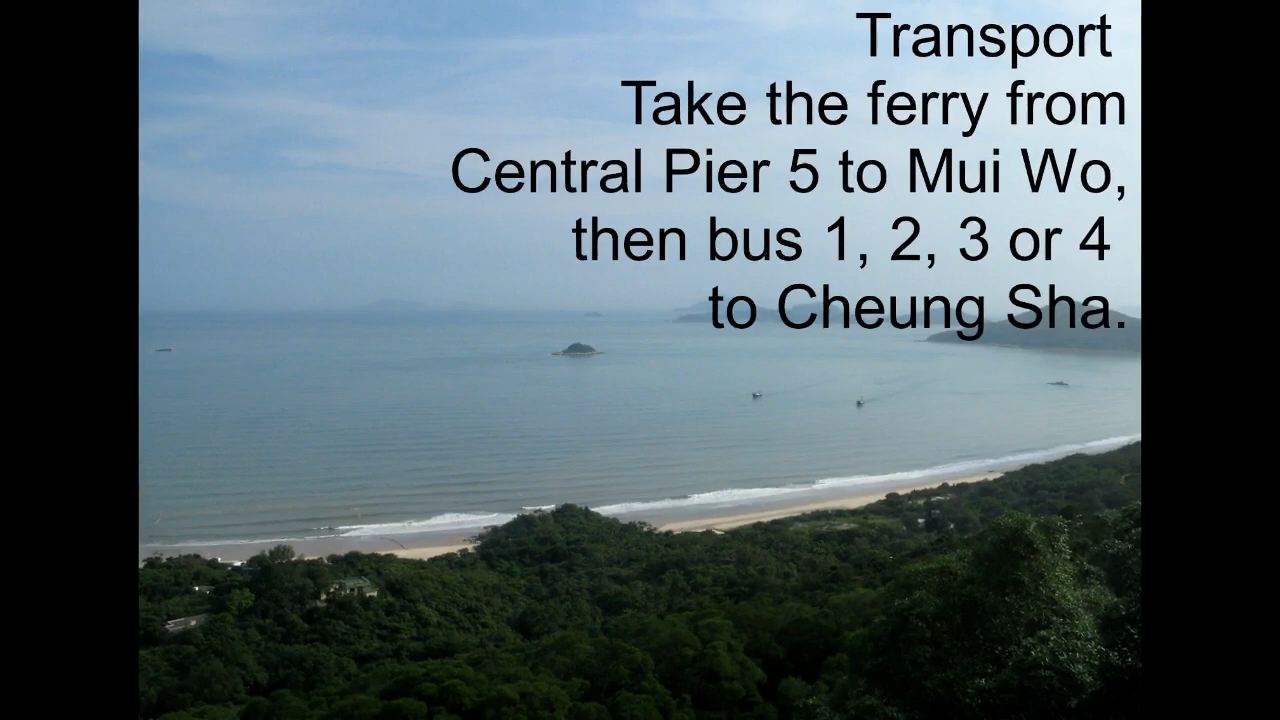 Transport
Take the ferry from
Central Pier 5 to Mui Wo,
then bus 1, 2, 3 or 4
to Cheung Sha.